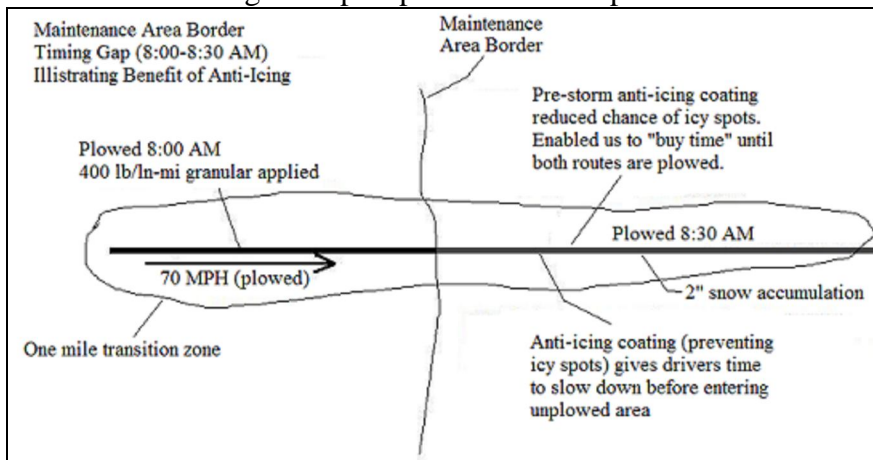 Maintenance Area Border
Timing Gap (8:00-8:30 AM)
Illistrating Benefit of Anti-Icing
Maintenance
Area Border
Pre-storm anti-icing coating
reduced chance of icy spots.
Enabled us to "buy time" until
both routes are plowed.
Plowed 8:00 AM
400 lb/ln-mi granular applied
Plowed 8:30 AM
70 MPH (plowed)
2" snow accumulation
One mile transition zone
Anti-icing coating (preventing
icy spots) gives drivers time
to slow down before entering
unplowed area